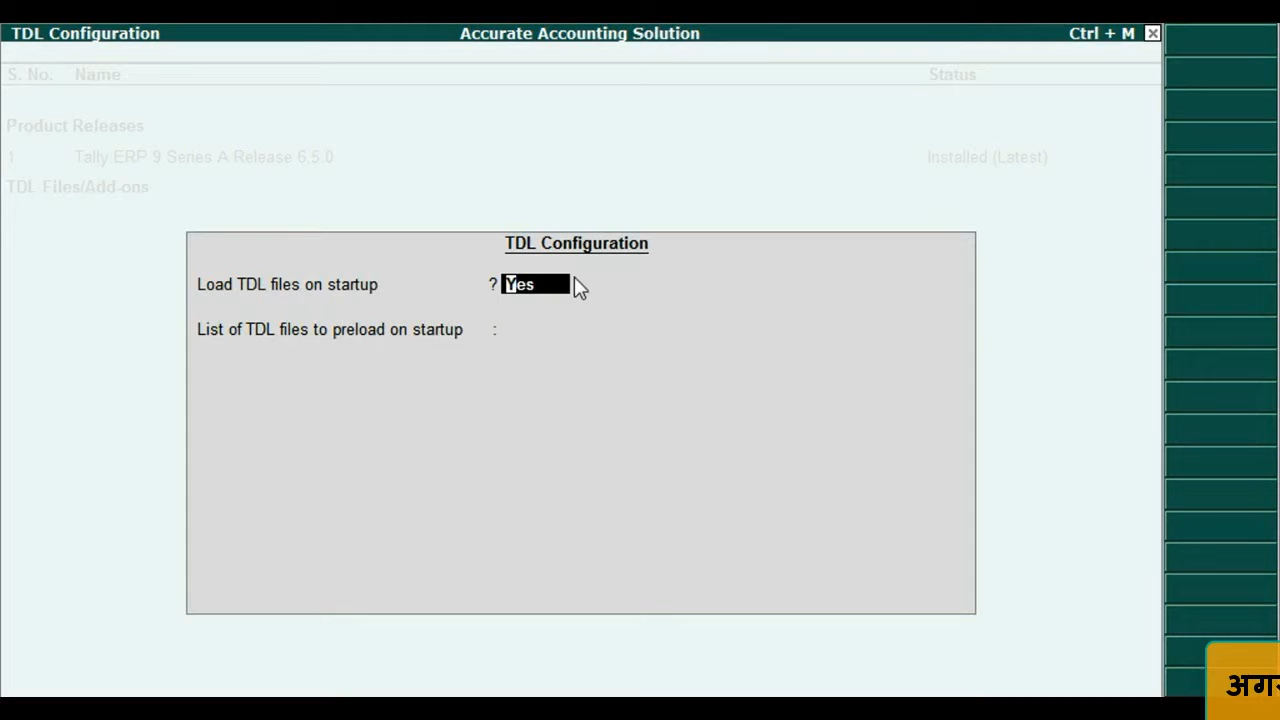 TDL Configuration Accurate Accounting Solution Ctrl + M
S. No. Name Status
Product Releases
1 Tally ERP 9 Series A Release 6.5.0 Installed (Latest)
TDL Files/Add-ons
TDL Configuration
Load TDL files on startup ? Yes
List of TDL files to preload on startup :